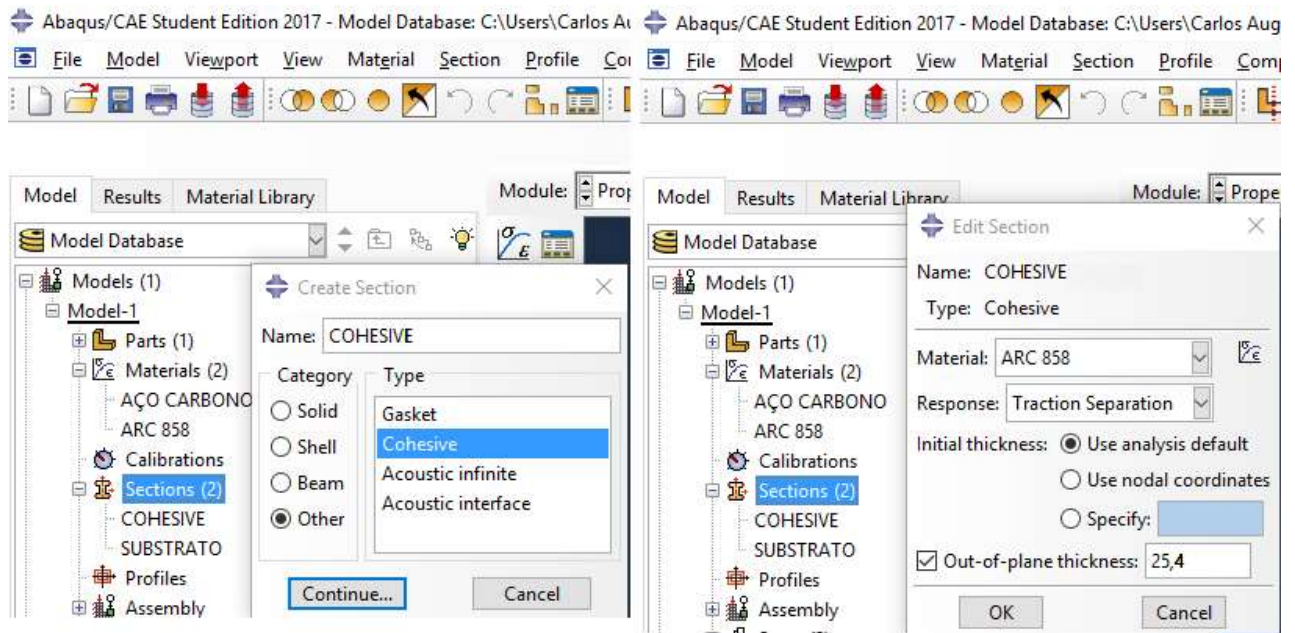 Abaqus/CAE Student Edition 2017 - Model Database: C:\Users\Carlos Au
File Model Viewport View Material Section Profile Co
Model Results Material Library
Module: Prop
Model Database
Models (1)
Model-1
Parts (1)
Materials (2)
AÇO CARBONO
ARC 858
Calibrations
Sections (2)
COHESIVE
SUBSTRATO
Profiles
Assembly
Create Section
Name: COHESIVE
Category
Type
Solid
Shell
Beam
Other
Gasket
Cohesive
Acoustic infinite
Acoustic interface
Continue...
Cancel
Abaqus/CAE Student Edition 2017 - Model Database: C:\Users\Carlos Aug
File Model Viewport View Material Section Profile Com
Model Results Material Library
Module: Prope
Model Database
Models (1)
Model-1
Parts (1)
Materials (2)
AÇO CARBONO
ARC 858
Calibrations
Sections (2)
COHESIVE
SUBSTRATO
Profiles
Assembly
Edit Section
Name: COHESIVE
Type: Cohesive
Material: ARC 858
Response: Traction Separation
Initial thickness: Use analysis default
Use nodal coordinates
Specify:
Out-of-plane thickness: 25,4
OK
Cancel